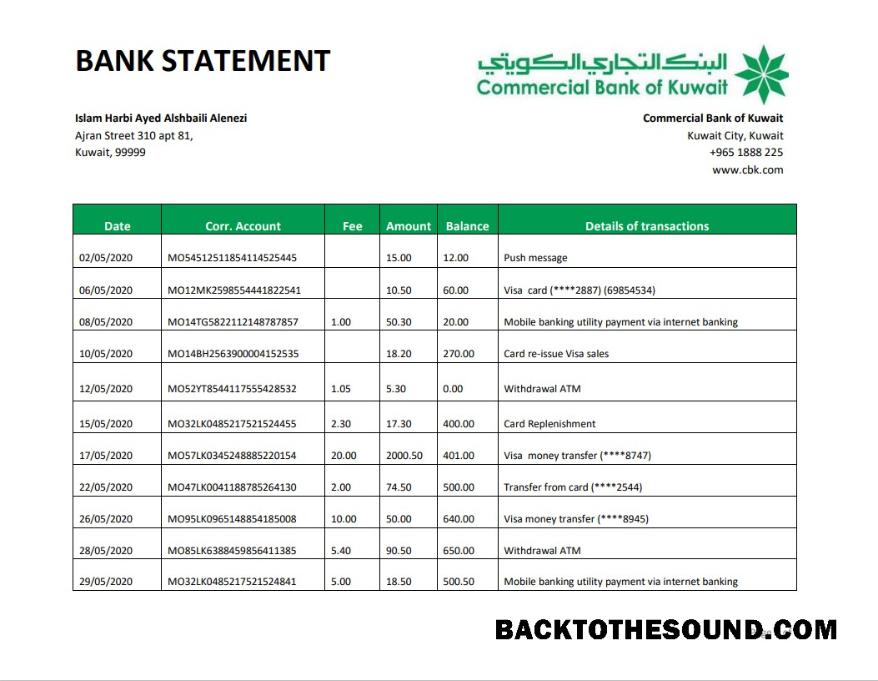 BANK STATEMENT
البنك التجاري الكويتي
Commercial Bank of Kuwait
Islam Harbi Ayed Alshbaili Alenezi
Ajran Street 310 apt 81,
Kuwait, 99999
Commercial Bank of Kuwait
Kuwait City, Kuwait
+965 1888 225
www.cbk.com
Date Corr. Account Fee Amount Balance Details of transactions
02/05/2020 MO54512511854114525445 15.00 12.00 Push message
06/05/2020 MO12MK2598554441822541 10.50 60.00 Visa card (****2887) (69854534)
08/05/2020 MO14TG5822112148787857 1.00 50.30 20.00 Mobile banking utility payment via internet banking
10/05/2020 MO14BH2563900004152535 18.20 270.00 Card re-issue Visa sales
12/05/2020 MO52YT8544117555428532 1.05 5.30 0.00 Withdrawal ATM
15/05/2020 MO32LK0485217521524455 2.30 17.30 400.00 Card Replenishment
17/05/2020 MO57LK0345248885220154 20.00 2000.50 401.00 Visa money transfer (****8747)
22/05/2020 MO47LK0041188785264130 2.00 74.50 500.00 Transfer from card (****2544)
26/05/2020 MO95LK0965148854185008 10.00 50.00 640.00 Visa money transfer (****8945)
28/05/2020 MO85LK6388459856411385 5.40 90.50 650.00 Withdrawal ATM
29/05/2020 MO32LK0485217521524841 5.00 18.50 500.50 Mobile banking utility payment via internet banking
BACKTOTHESOUND.COM